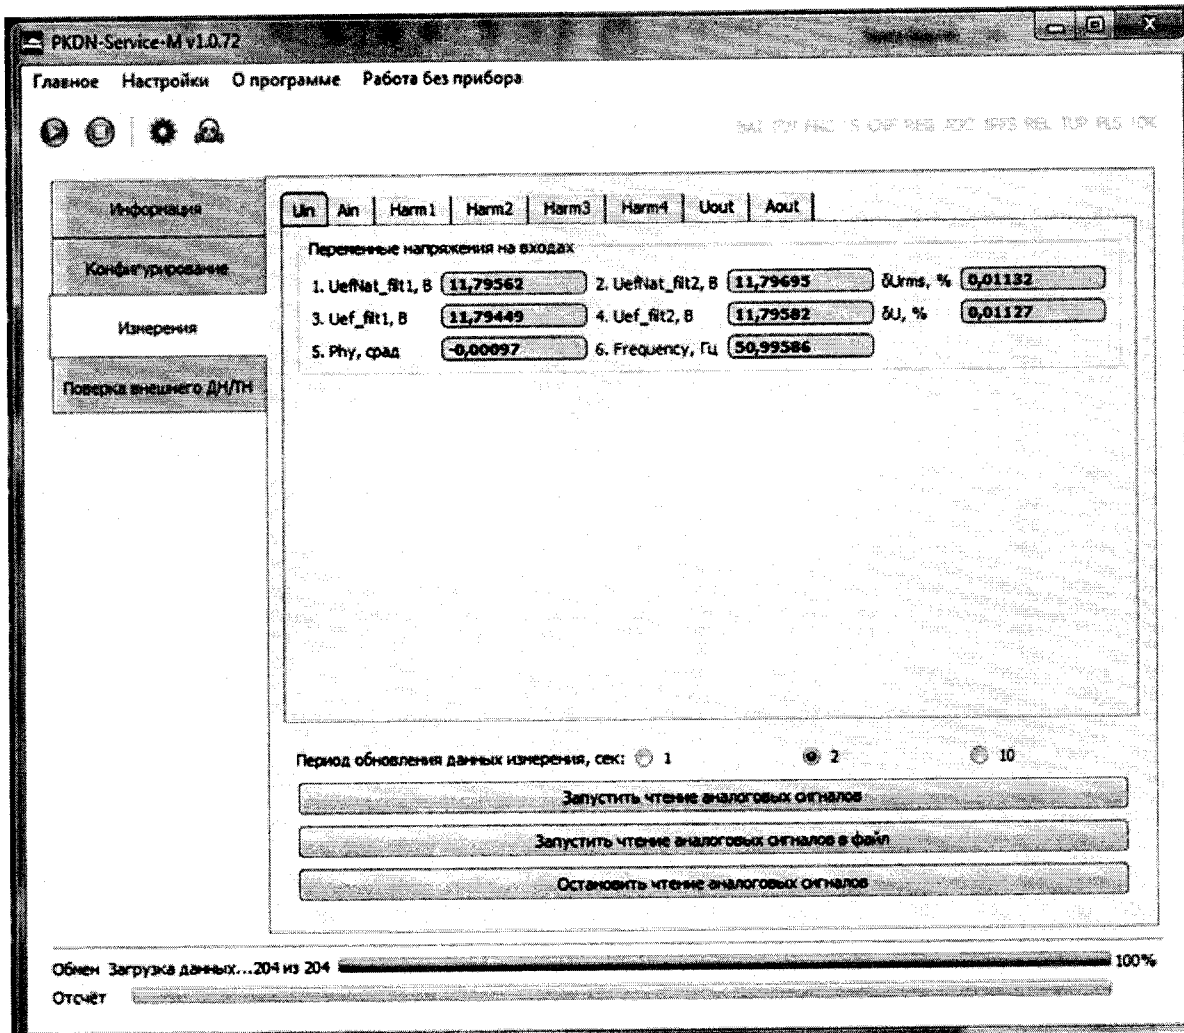 PKDN-Service-M v1.0.72
Главное Настройки О программе Работа без прибора
Информация
Конфигурирование
Измерения
Поверка внешнего ДН/ТН
Uin Ain Harm1 Harm2 Harm3 Harm4 Uout Aout
Переменные напряжения на входах
1. UefNat_filt1, В 11,79562 2. UefNat_filt2, В 11,79695 δUrms, % 0,01132
3. Uef_filt1, В 11,79449 4. Uef_filt2, В 11,79582 δU, % 0,01127
5. Phy, срад -0,00097 6. Frequency, Гц 50,99586
Период обновления данных измерения, сек: 1 2 10
Запустить чтение аналоговых сигналов
Запустить чтение аналоговых сигналов в файл
Остановить чтение аналоговых сигналов
Обмен Загрузка данных...204 из 204 100%
Отсчёт